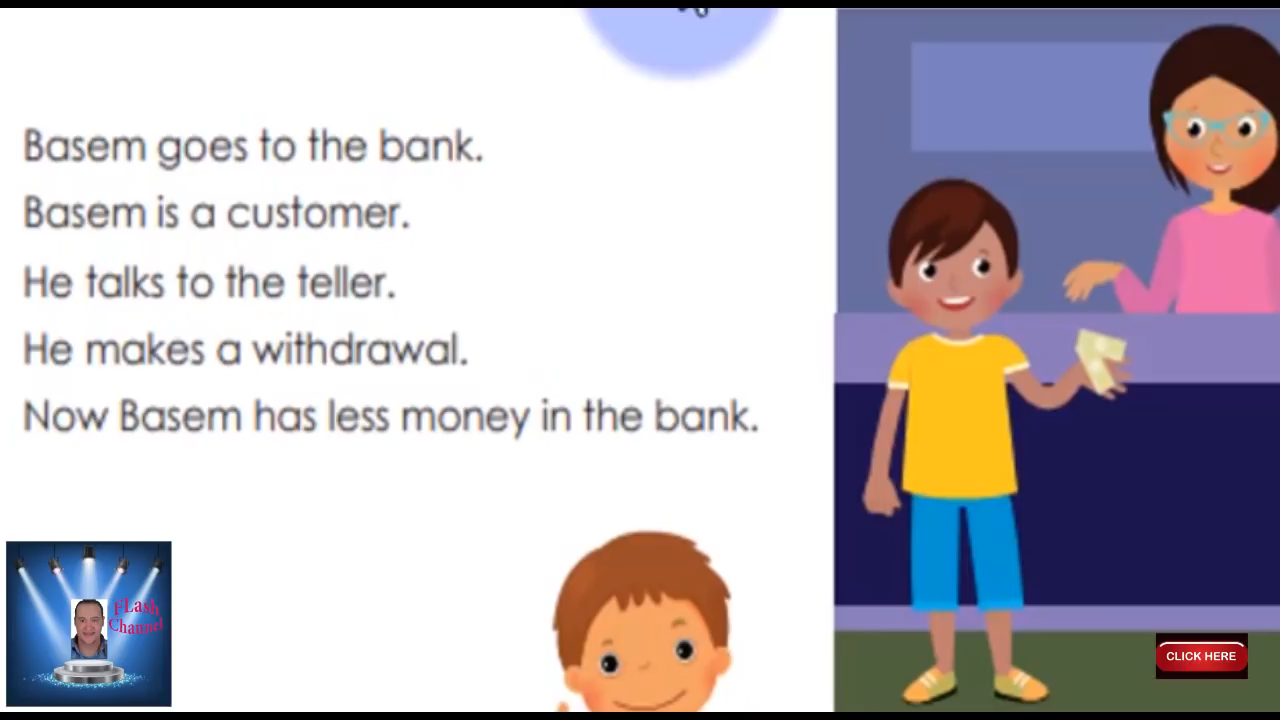 Basem goes to the bank.
Basem is a customer.
He talks to the teller.
He makes a withdrawal.
Now Basem has less money in the bank.
FLash
Channel
CLICK HERE